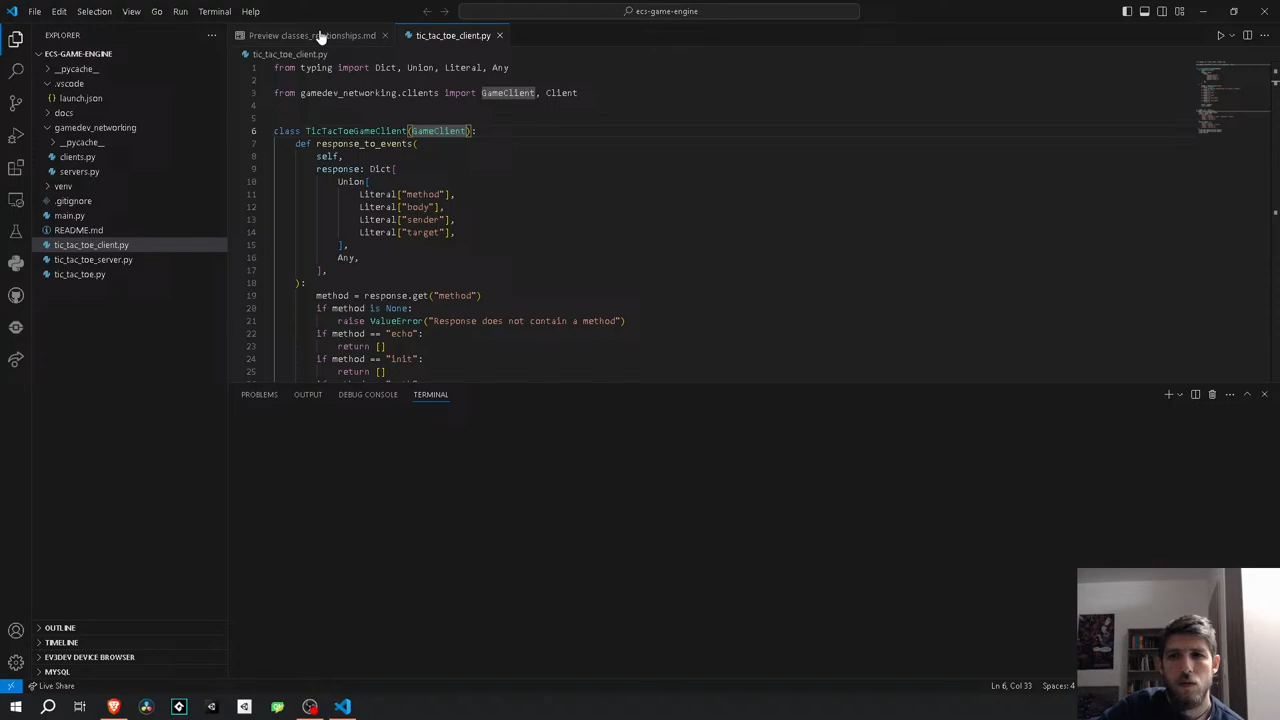 File Edit Selection View Go Run Terminal Help
ecs-game-engine
EXPLORER
ECS-GAME-ENGINE
__pycache__
.vscode
launch.json
docs
gamedev_networking
__pycache__
clients.py
servers.py
venv
.gitignore
main.py
README.md
tic_tac_toe_client.py
tic_tac_toe_server.py
tic_tac_toe.py
OUTLINE
TIMELINE
EV3DEV DEVICE BROWSER
MYSQL
Preview classes_relationships.md
tic_tac_toe_client.py
tic_tac_toe_client.py
1 from typing import Dict, Union, Literal, Any
2
3 from gamedev_networking.clients import GameClient, Client
4
5
6 class TicTacToeGameClient(GameClient):
7 def response_to_events(
8 self,
9 response: Dict[
10 Union[
11 Literal["method"],
12 Literal["body"],
13 Literal["sender"],
14 Literal["target"],
15 ],
16 Any,
17 ],
18 ):
19 method = response.get("method")
20 if method is None:
21 raise ValueError("Response does not contain a method")
22 if method == "echo":
23 return []
24 if method == "init":
25 return []
PROBLEMS OUTPUT DEBUG CONSOLE TERMINAL
Live Share
Ln 6, Col 33 Spaces: 4